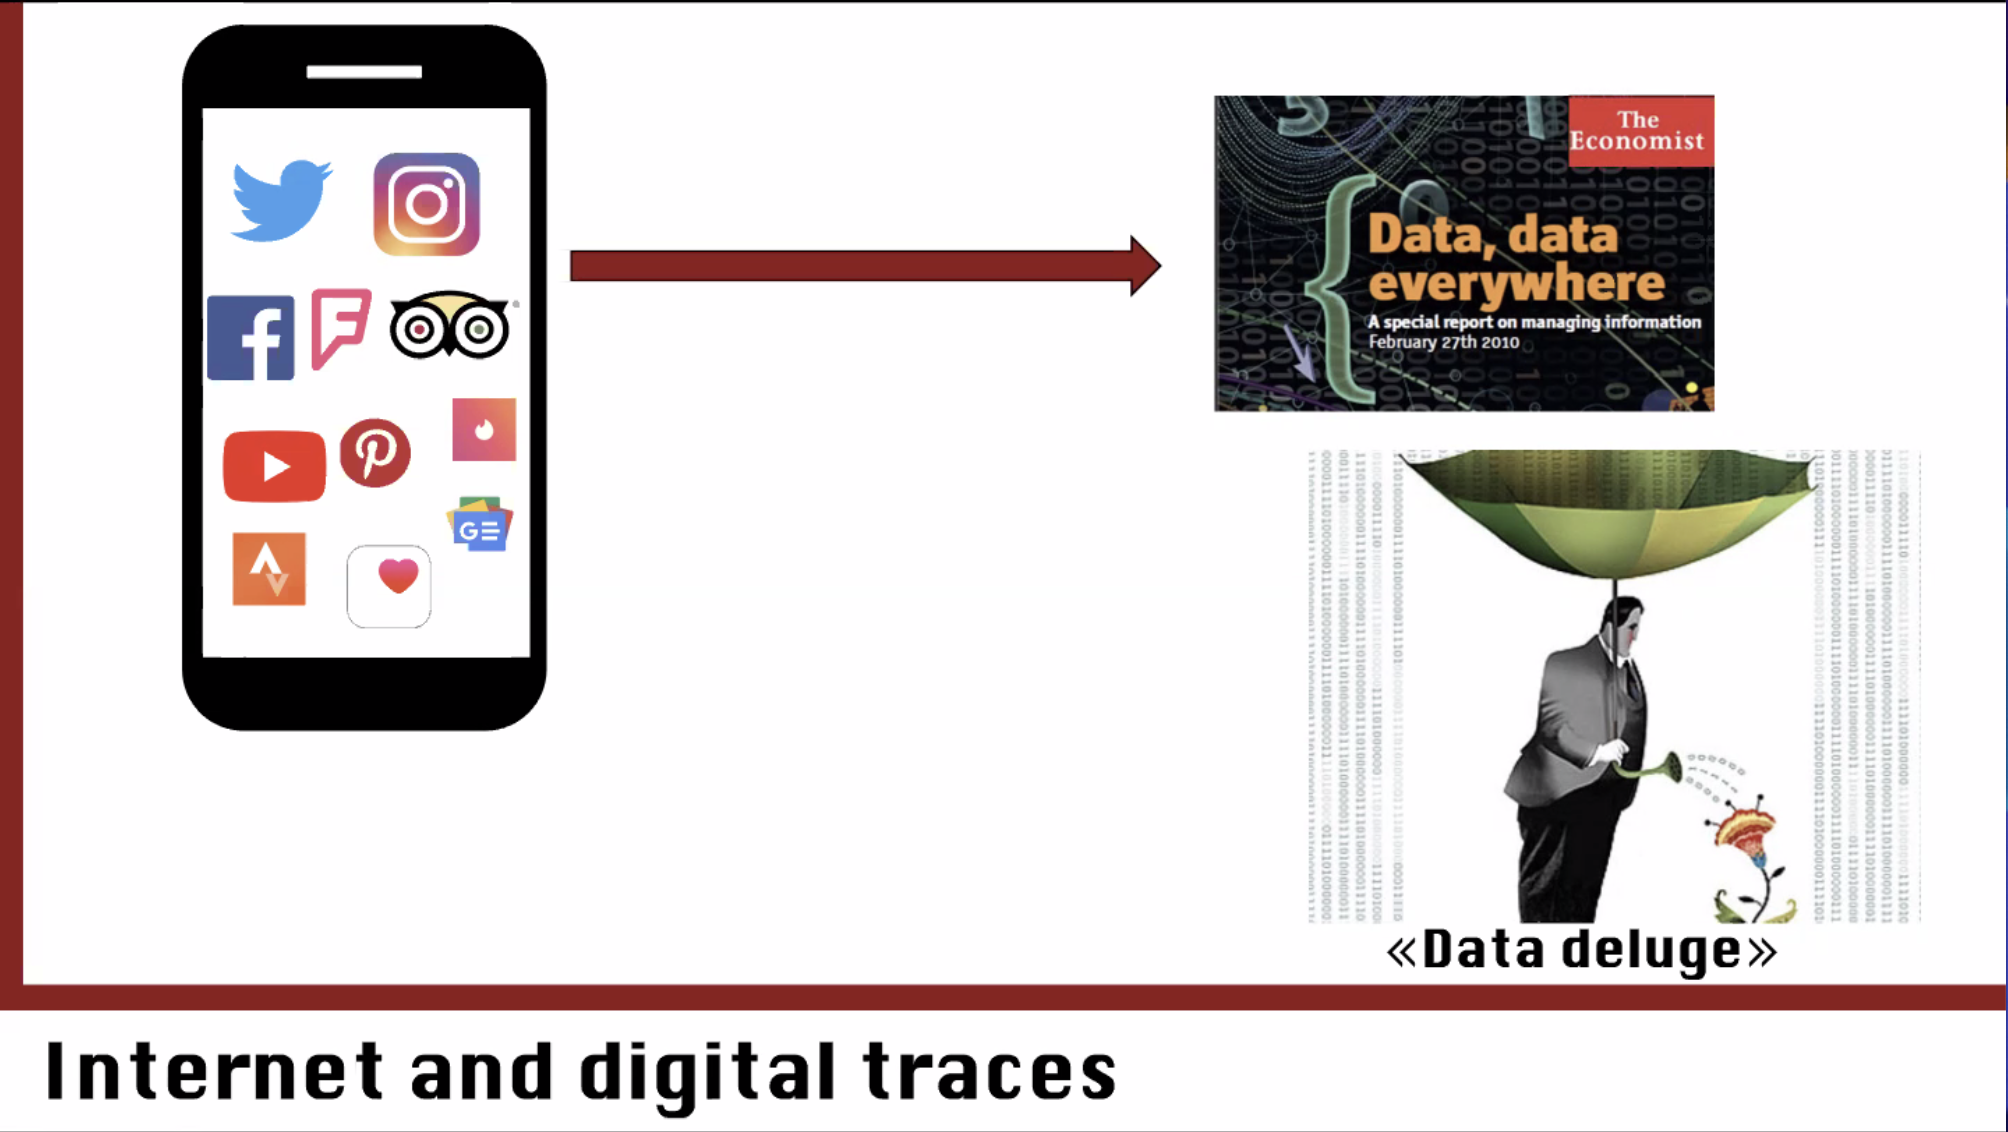 The
Economist
Data, data
everywhere
A special report on managing information
February 27th 2010
«Data deluge»
Internet and digital traces